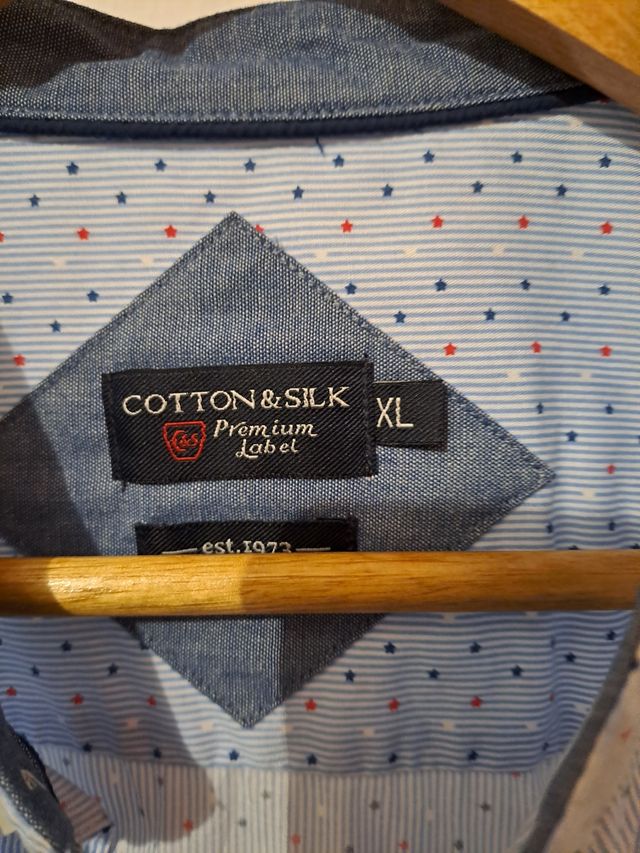 COTTON & SILK
XL
C&S
Premium
Label
est.1973